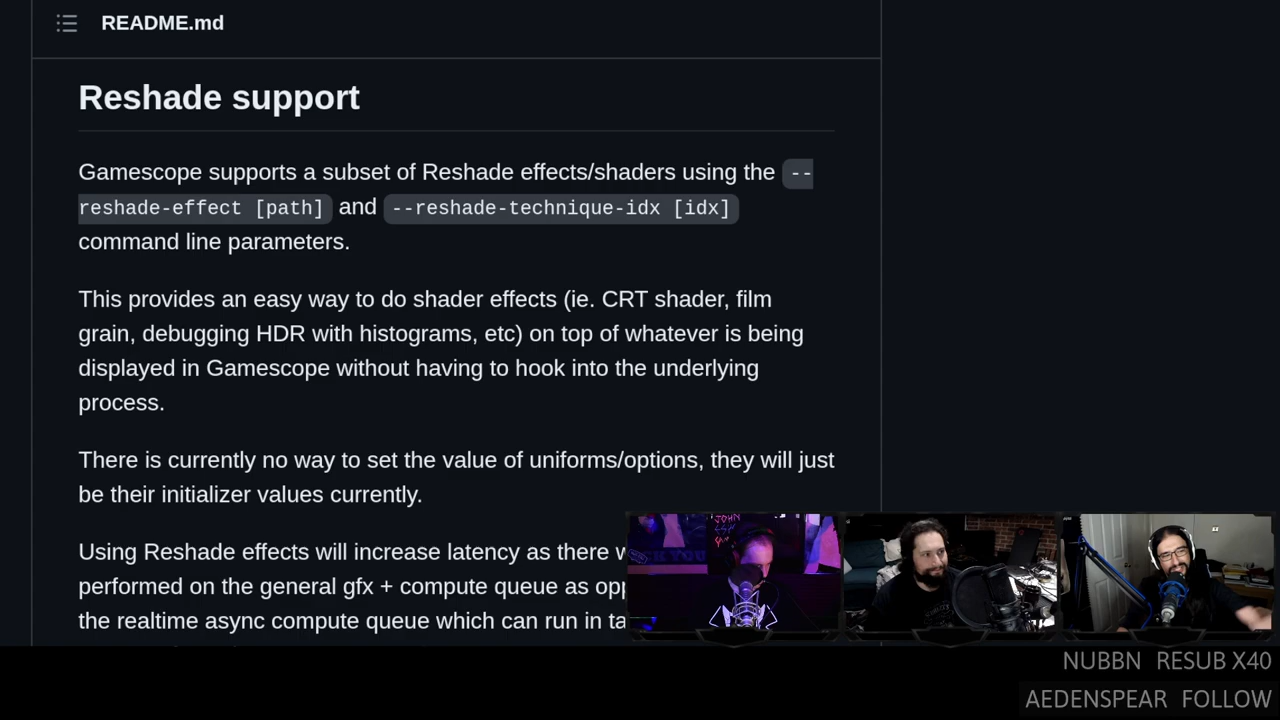 README.md
Reshade support
Gamescope supports a subset of Reshade effects/shaders using the --
reshade-effect [path] and --reshade-technique-idx [idx]
command line parameters.
This provides an easy way to do shader effects (ie. CRT shader, film
grain, debugging HDR with histograms, etc) on top of whatever is being
displayed in Gamescope without having to hook into the underlying
process.
There is currently no way to set the value of uniforms/options, they will just
be their initializer values currently.
Using Reshade effects will increase latency as there
performed on the general gfx + compute queue as
the realtime async compute queue which can run in
JOHN
NUBBN RESUB X40
AEDENSPEAR FOLLOW